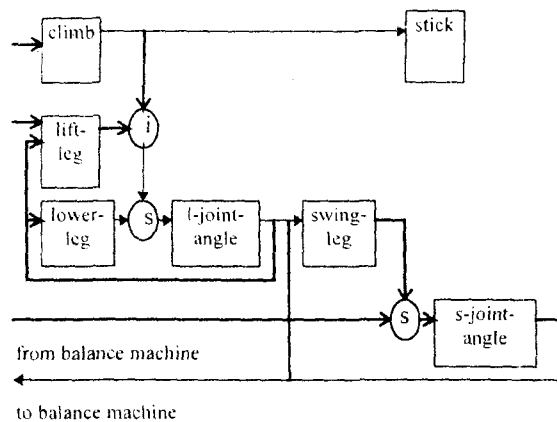 climb
stick
i
lift-
leg
lower-
leg
s
l-joint-
angle
swing-
leg
s
s-joint-
angle
from balance machine
to balance machine